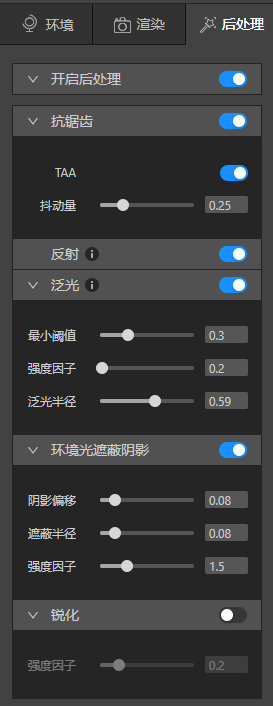 环境 渲染 后处理
开启后处理
抗锯齿
TAA
抖动量 0.25
反射 i
泛光 i
最小阈值 0.3
强度因子 0.2
泛光半径 0.59
环境光遮蔽阴影
阴影偏移 0.08
遮蔽半径 0.08
强度因子 1.5
锐化
强度因子 0.2